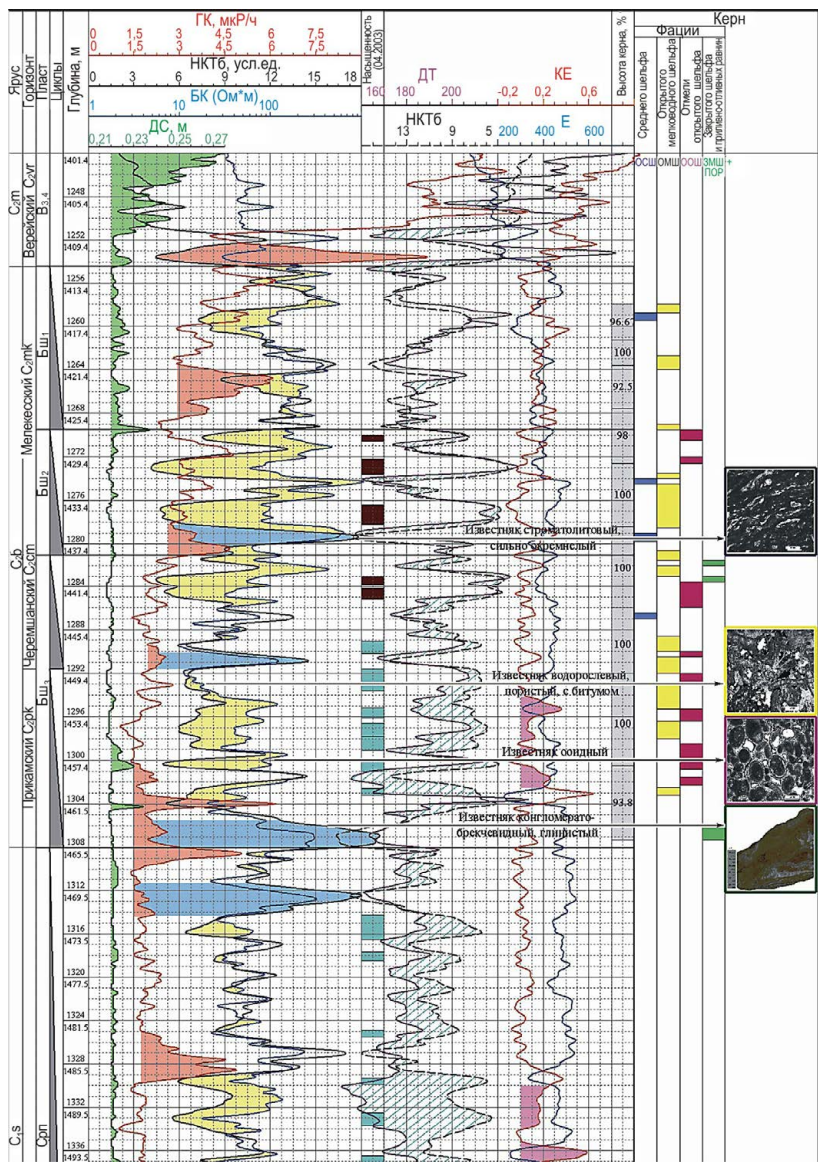 Ярус
Горизонт
Пласт
Циклы
Глубина, м
ГК, мкР/ч
0 1,5 3 4,5 6 7,5
0 1,5 3 4,5 6 7,5
НКТб, усл.ед.
0 3 6 9 12 15 18
БК (Ом*м)
1 10 100
ДС, м
0,21 0,23 0,25 0,27
Насыщенность
(04.2003)
ДТ
160 180 200
НКТб
13 9 5
КЕ
-0,2 0,2 0,6
Е
200 400 600
Высота керна, %
Керн
Фации
Среднего шельфа
Открытого
мелководного шельфа
Отмели
открытого шельфа
Закрытого шельфа
и приливоотливных равнин
ОСШ ОМШ ООШ ЗМШ +
ПОР
C₂m
Верейский C₂vr
В₃,₄
C₂b
Мелекесский C₂mk
Бш₁
Бш₂
Черемшанский C₂cm
Прикамский C₂pk
Бш₃
C₁s
Срп
1401.4
1248
1405.4
1252
1409.4
1256
1413.4
1260
1417.4
1264
1421.4
1268
1425.4
1272
1429.4
1276
1433.4
1280
1437.4
1284
1441.4
1288
1445.4
1292
1449.4
1296
1453.4
1300
1457.4
1304
1461.5
1308
1465.5
1312
1469.5
1316
1473.5
1320
1477.5
1324
1481.5
1328
1485.5
1332
1489.5
1336
1493.5
96.67
100
92.5
98
100
100
100
100
93.8
Известняк строматолитовый,
сильно окремнелый
Известняк водорослевый,
пористый, с битумом
Известняк ооидный
Известняк конгломерато-
брекчевидный, глинистый